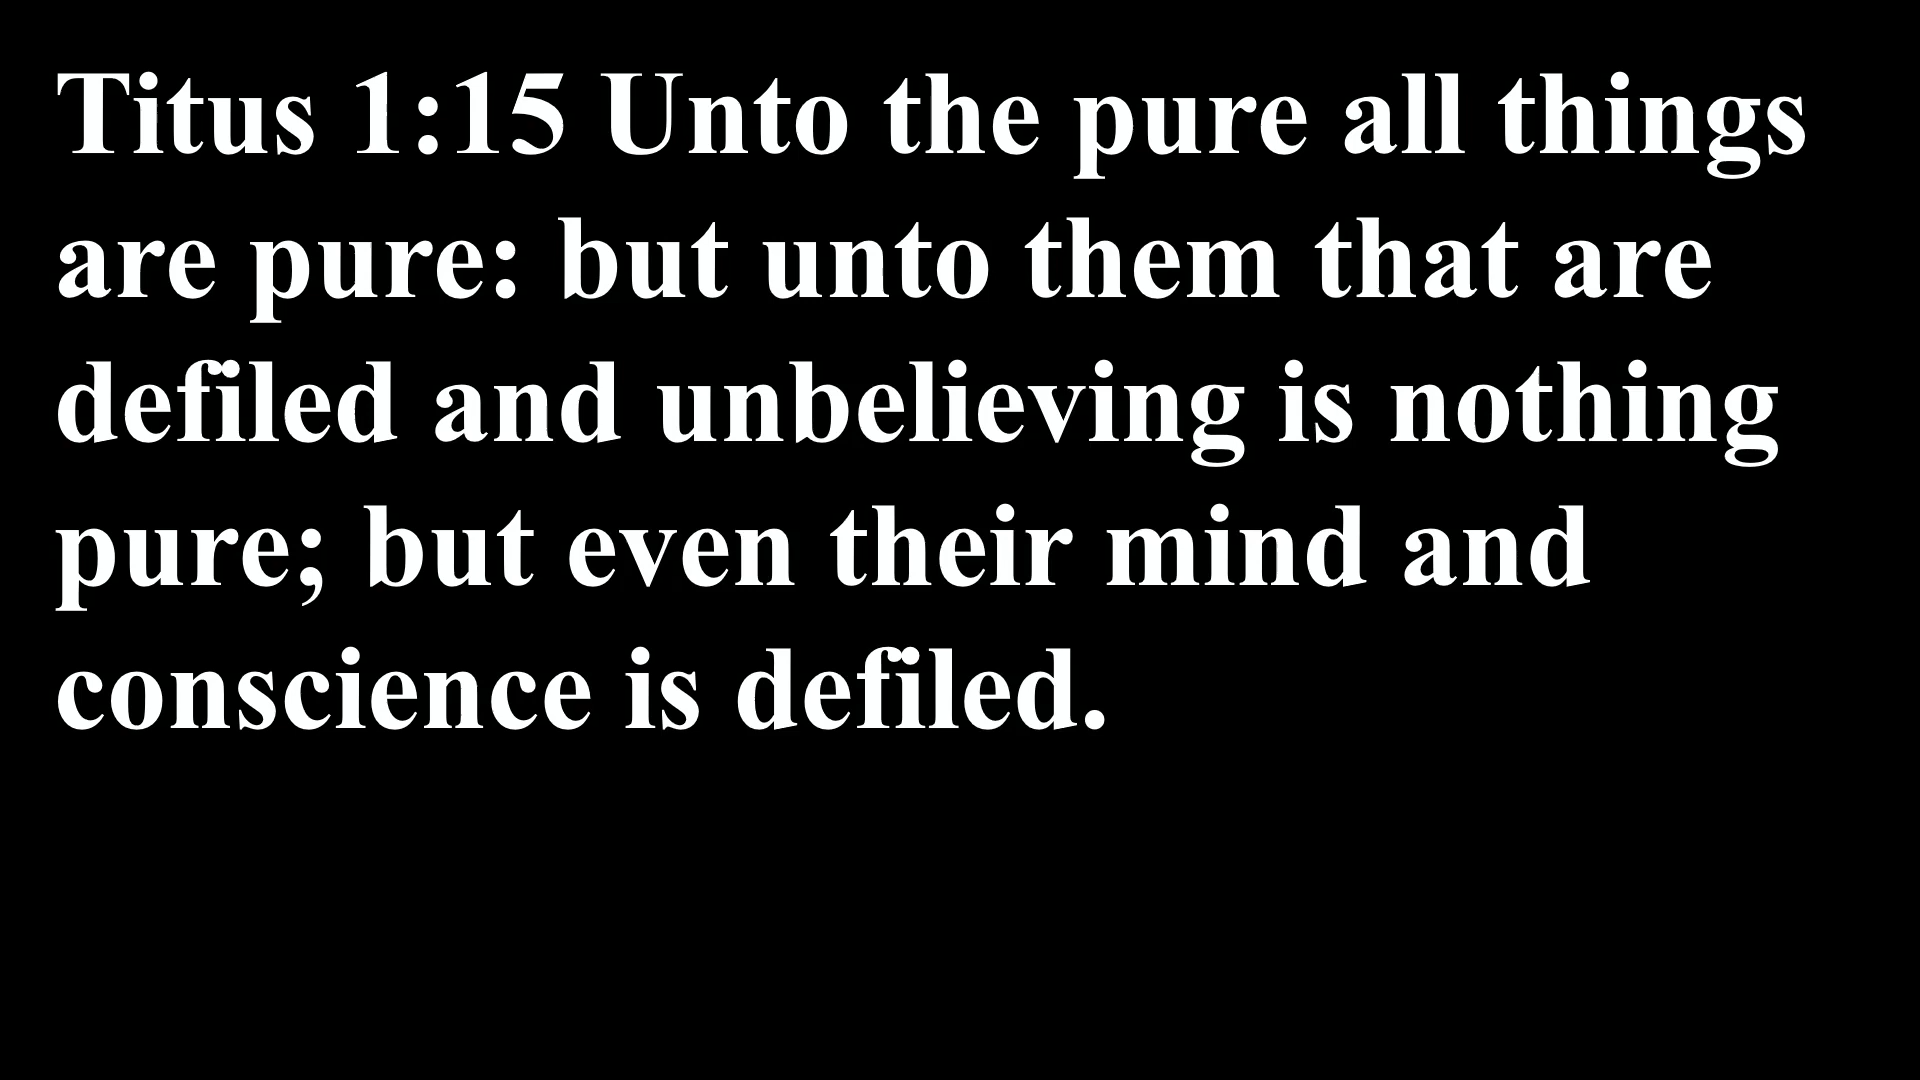 Titus 1:15 Unto the pure all things
are pure: but unto them that are
defiled and unbelieving is nothing
pure; but even their mind and
conscience is defiled.